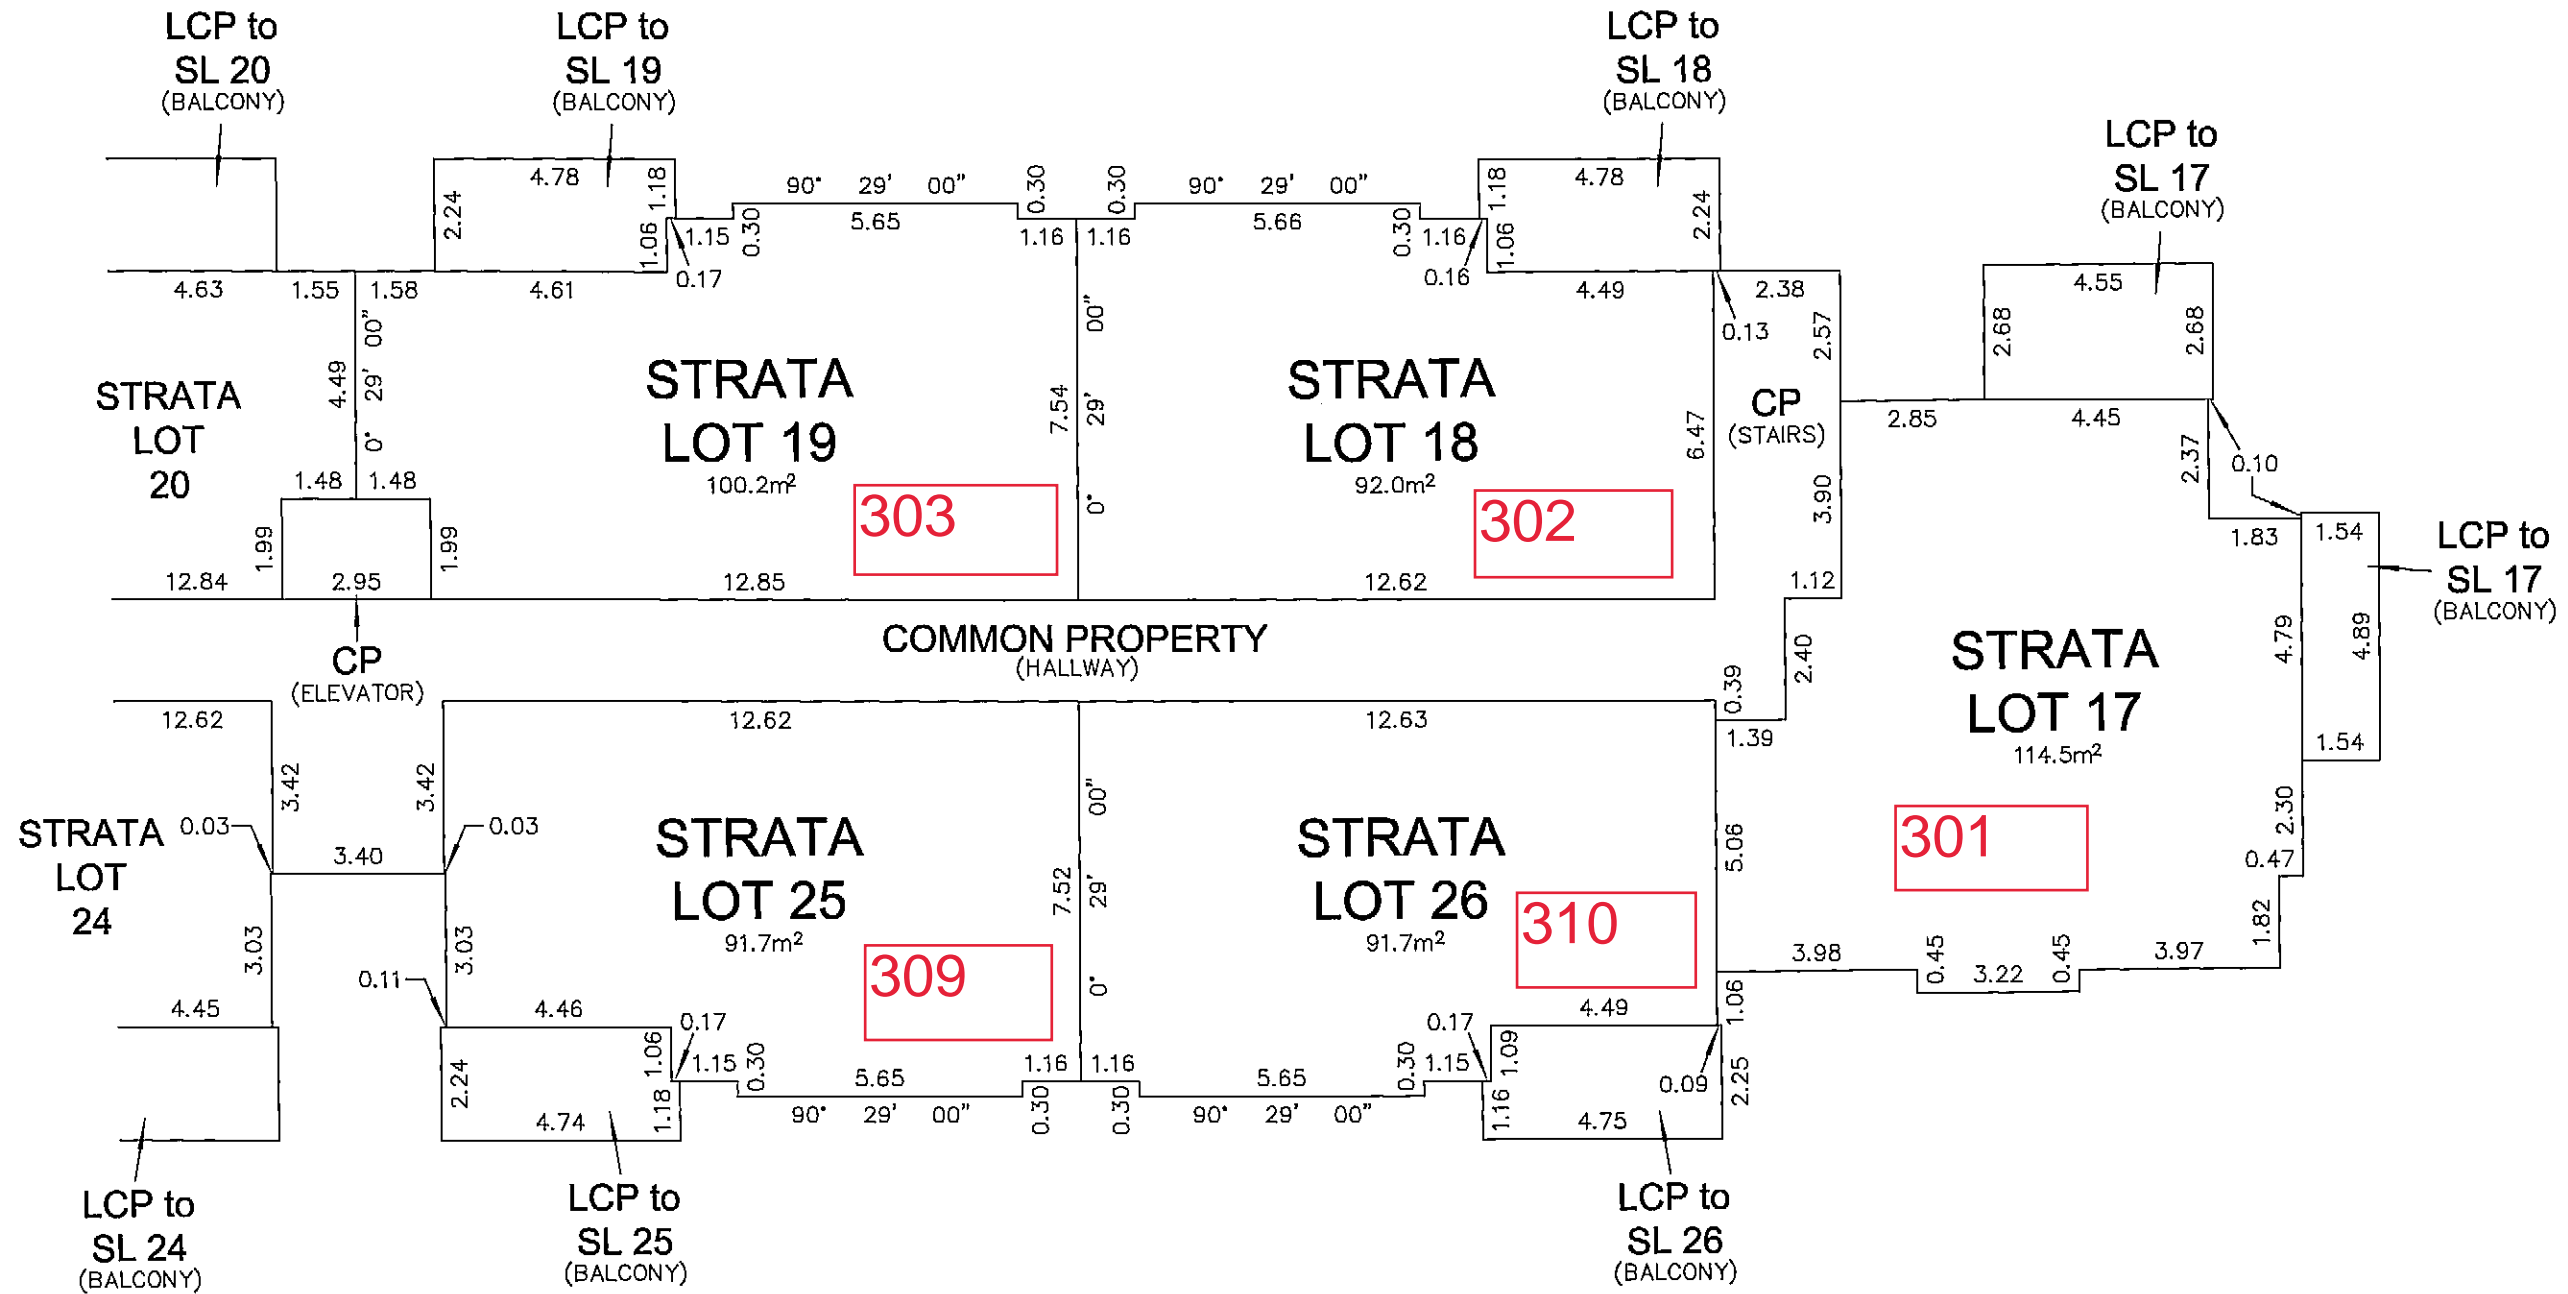 LCP to
SL 20
(BALCONY)
LCP to
SL 19
(BALCONY)
LCP to
SL 18
(BALCONY)
LCP to
SL 17
(BALCONY)
4.78
1.18
2.24
1.06
0.17
1.15
0.30
90° 29' 00"
5.65
0.30
1.16
0.30
1.16
90° 29' 00"
5.66
0.30
1.16
0.16
1.18
1.06
4.78
2.24
4.55
2.68
2.68
4.63
1.55
1.58
4.61
4.49
2.38
0.13
2.57
2.85
4.45
2.37
0.10
1.83
1.54
4.49
0° 29' 00"
7.54
0° 29' 00"
6.47
3.90
STRATA
LOT
20
STRATA
LOT 19
100.2m²
303
STRATA
LOT 18
92.0m²
302
CP
(STAIRS)
LCP to
SL 17
(BALCONY)
1.48
1.48
1.99
1.99
12.84
2.95
12.85
12.62
1.12
COMMON PROPERTY
(HALLWAY)
CP
(ELEVATOR)
2.40
0.39
1.39
4.79
4.89
1.54
STRATA
LOT 17
114.5m²
301
12.62
12.62
12.63
3.42
3.42
0.03
0.03
3.40
STRATA
LOT
24
STRATA
LOT 25
91.7m²
309
7.52
0° 29' 00"
STRATA
LOT 26
91.7m²
310
5.06
2.30
0.47
1.82
3.03
3.03
0.11
3.98
0.45
3.22
0.45
3.97
4.45
4.46
0.17
1.06
1.15
0.30
5.65
1.16
1.16
5.65
0.30
1.15
0.17
4.49
1.09
1.06
0.09
2.24
4.74
1.18
90° 29' 00"
0.30
0.30
90° 29' 00"
1.16
4.75
2.25
LCP to
SL 24
(BALCONY)
LCP to
SL 25
(BALCONY)
LCP to
SL 26
(BALCONY)